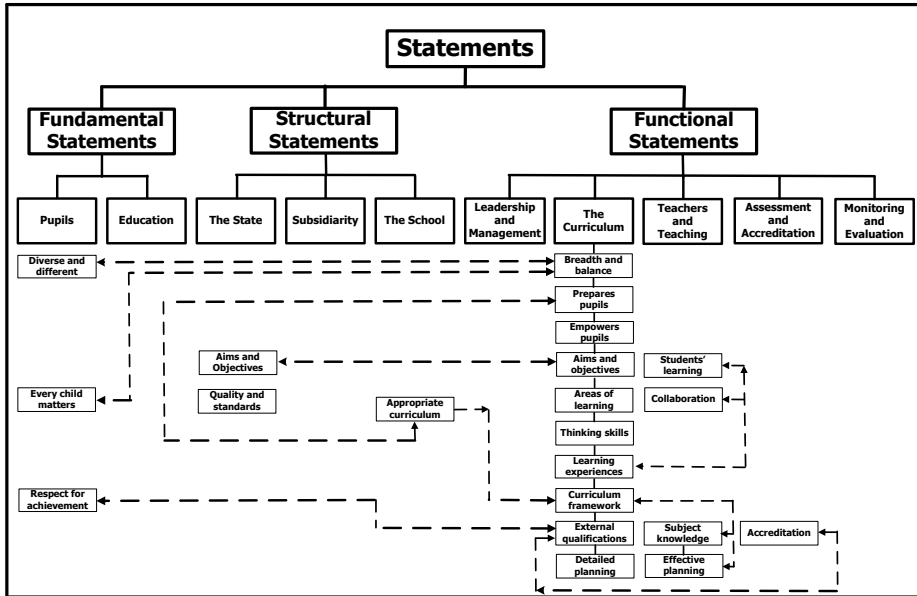 Statements
Fundamental
Statements
Structural
Statements
Functional
Statements
Pupils
Education
The State
Subsidiarity
The School
Leadership
and
Management
The
Curriculum
Teachers
and
Teaching
Assessment
and
Accreditation
Monitoring
and
Evaluation
Diverse and
different
Breadth and
balance
Prepares
pupils
Empowers
pupils
Aims and
Objectives
Aims and
objectives
Students’
learning
Every child
matters
Quality and
standards
Appropriate
curriculum
Areas of
learning
Collaboration
Thinking skills
Learning
experiences
Respect for
achievement
Curriculum
framework
External
qualifications
Subject
knowledge
Accreditation
Detailed
planning
Effective
planning